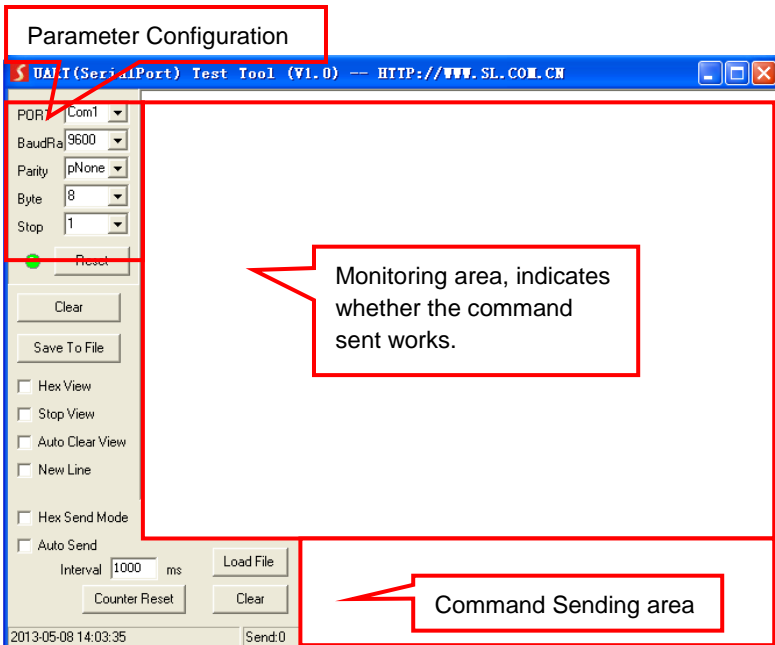 Parameter Configuration
UART(SerialPort) Test Tool (V1.0) -- HTTP://WWW.SL.COM.CN
PORT Com1
BaudRa 9600
Parity pNone
Byte 8
Stop 1
Reset
Monitoring area, indicates
whether the command
sent works.
Clear
Save To File
Hex View
Stop View
Auto Clear View
New Line
Hex Send Mode
Auto Send
Interval 1000 ms
Load File
Counter Reset
Clear
Command Sending area
2013-05-08 14:03:35
Send:0